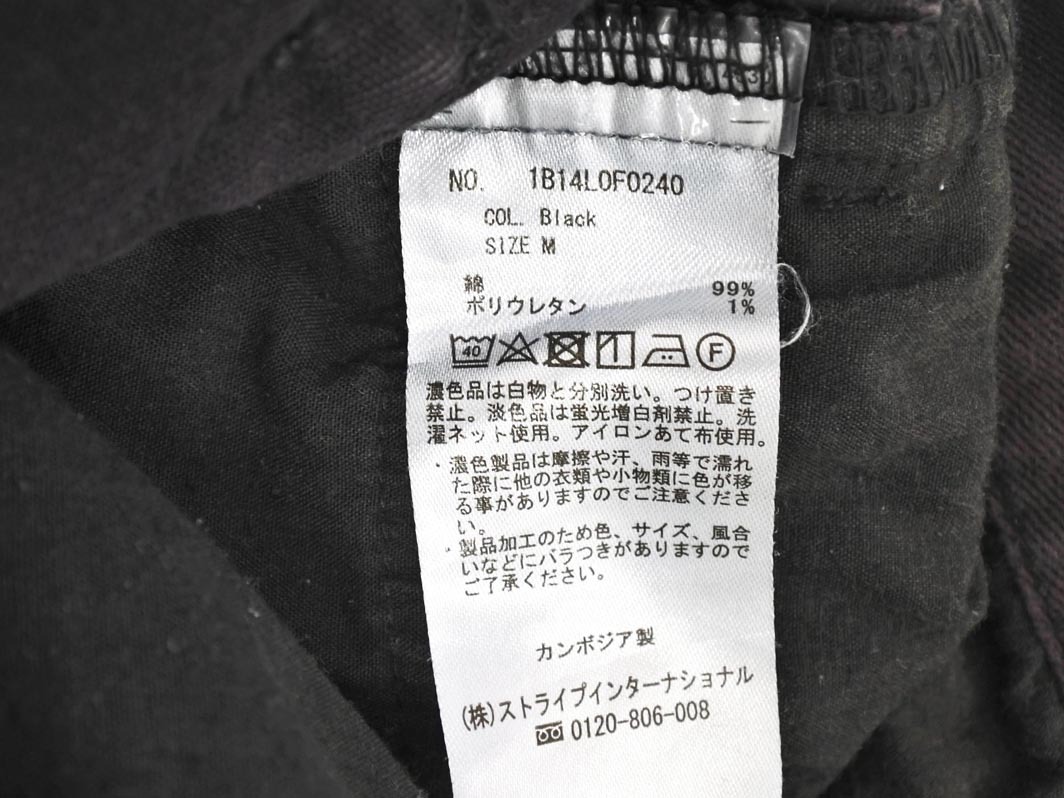 NO. 1B14L0F0240
COL. Black
SIZE M
綿 99%
ポリウレタン 1%
40 F
濃色品は白物と分別洗い。つけ置き
禁止。淡色品は蛍光増白剤禁止。洗
濯ネット使用。アイロンあて布使用。
・濃色製品は摩擦や汗、雨等で濡れ
た際に他の衣類や小物類に色が移
る事がありますのでご注意くださ
い。
・製品加工のため色、サイズ、風合
いなどにバラつきがありますので
ご了承ください。
カンボジア製
(株)ストライプインターナショナル
0120-806-008